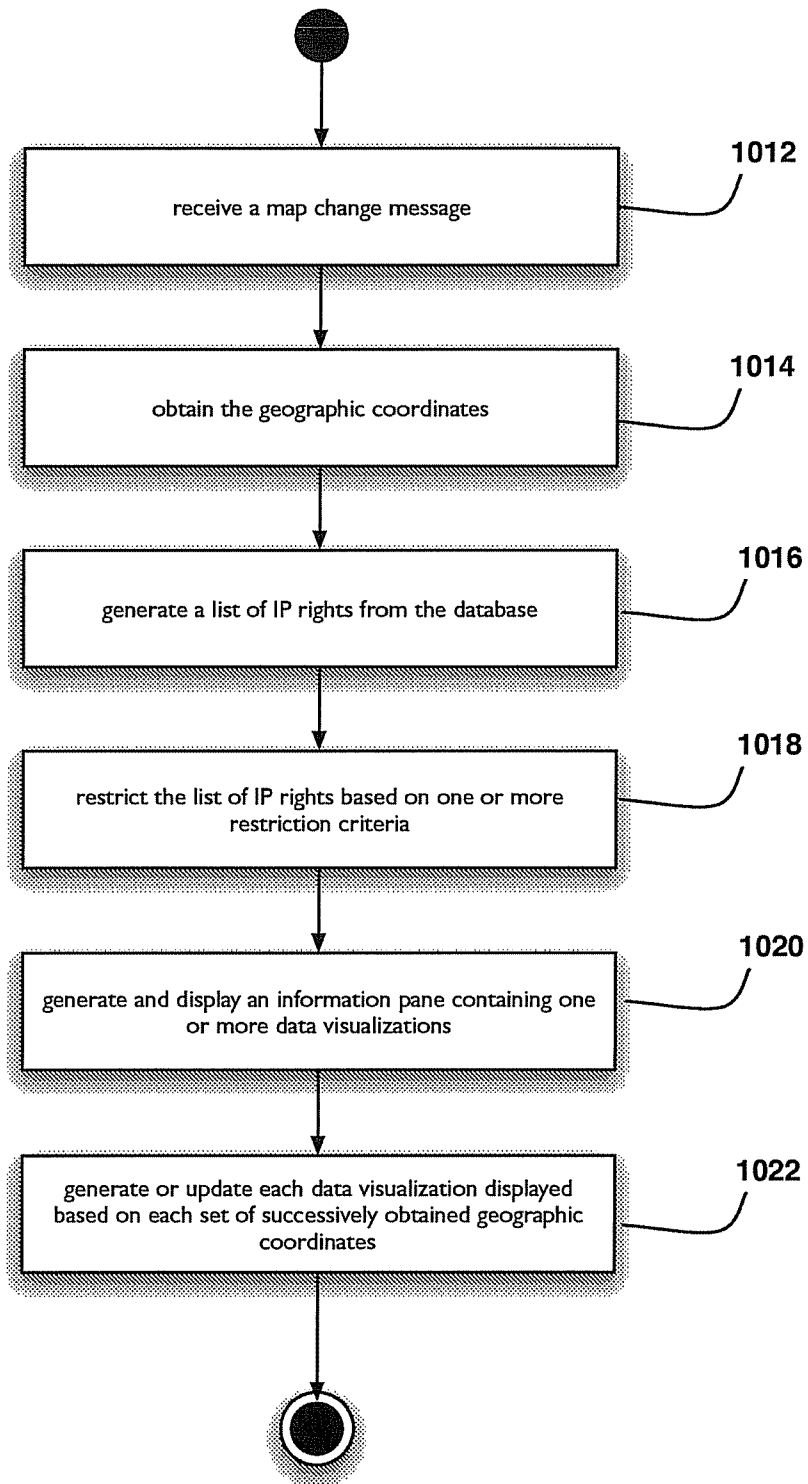 1012
receive a map change message
1014
obtain the geographic coordinates
1016
generate a list of IP rights from the database
1018
restrict the list of IP rights based on one or more
restriction criteria
1020
generate and display an information pane containing one
or more data visualizations
1022
generate or update each data visualization displayed
based on each set of successively obtained geographic
coordinates